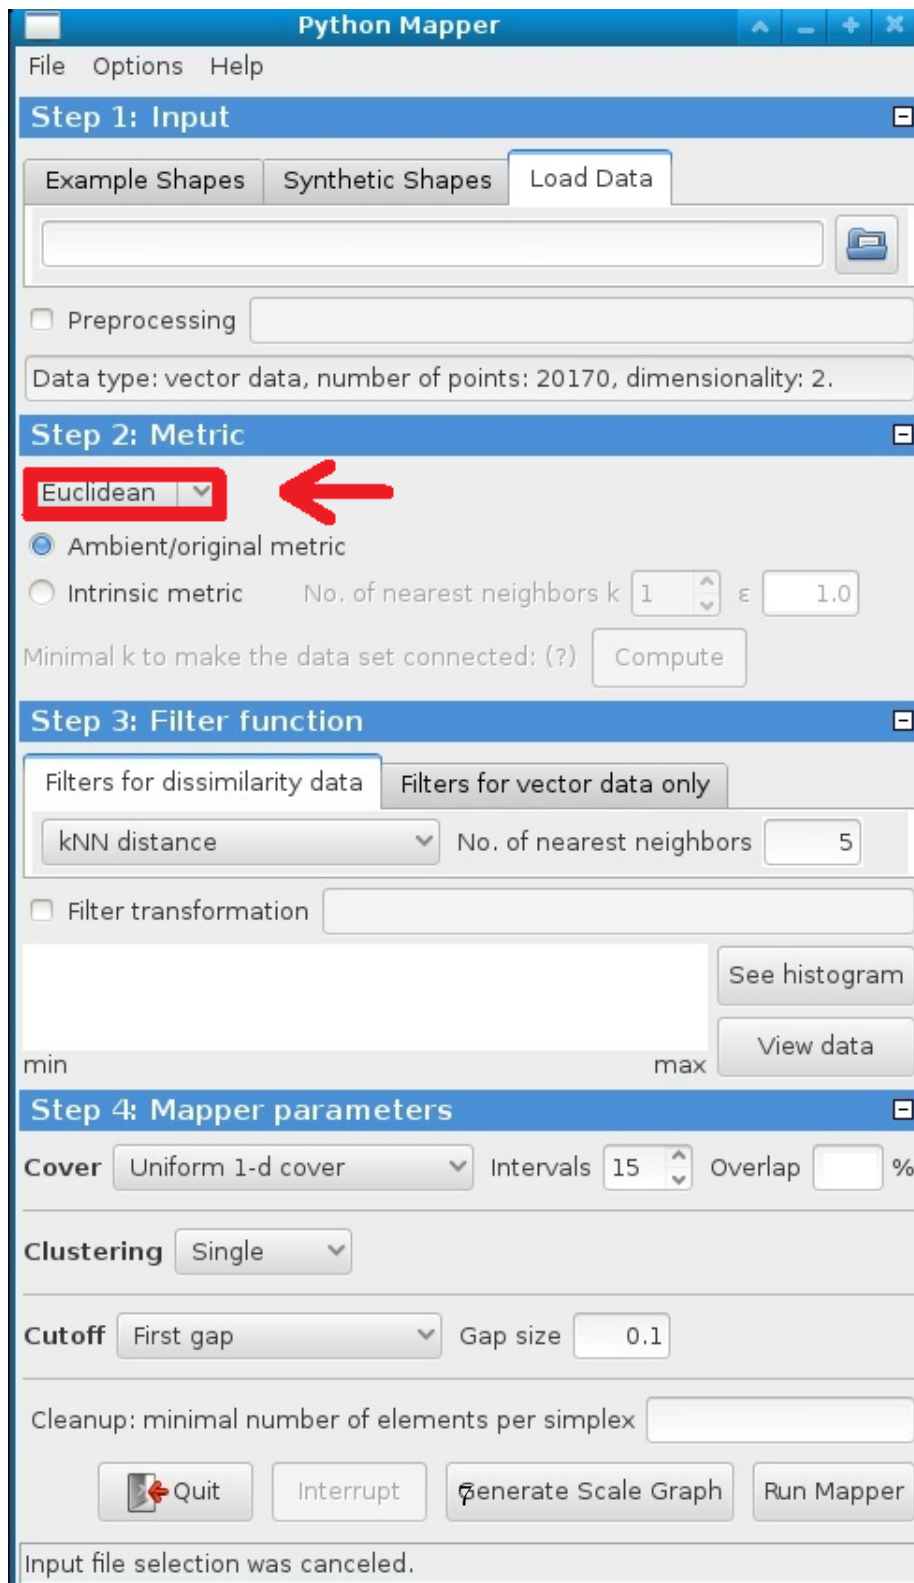 Python Mapper
File Options Help
Step 1: Input
Example Shapes Synthetic Shapes Load Data
Preprocessing
Data type: vector data, number of points: 20170, dimensionality: 2.
Step 2: Metric
Euclidean
Ambient/original metric
Intrinsic metric No. of nearest neighbors k 1 ε 1.0
Minimal k to make the data set connected: (?) Compute
Step 3: Filter function
Filters for dissimilarity data Filters for vector data only
kNN distance No. of nearest neighbors 5
Filter transformation
See histogram
View data
min max
Step 4: Mapper parameters
Cover Uniform 1-d cover Intervals 15 Overlap %
Clustering Single
Cutoff First gap Gap size 0.1
Cleanup: minimal number of elements per simplex
Quit Interrupt Generate Scale Graph Run Mapper
Input file selection was canceled.